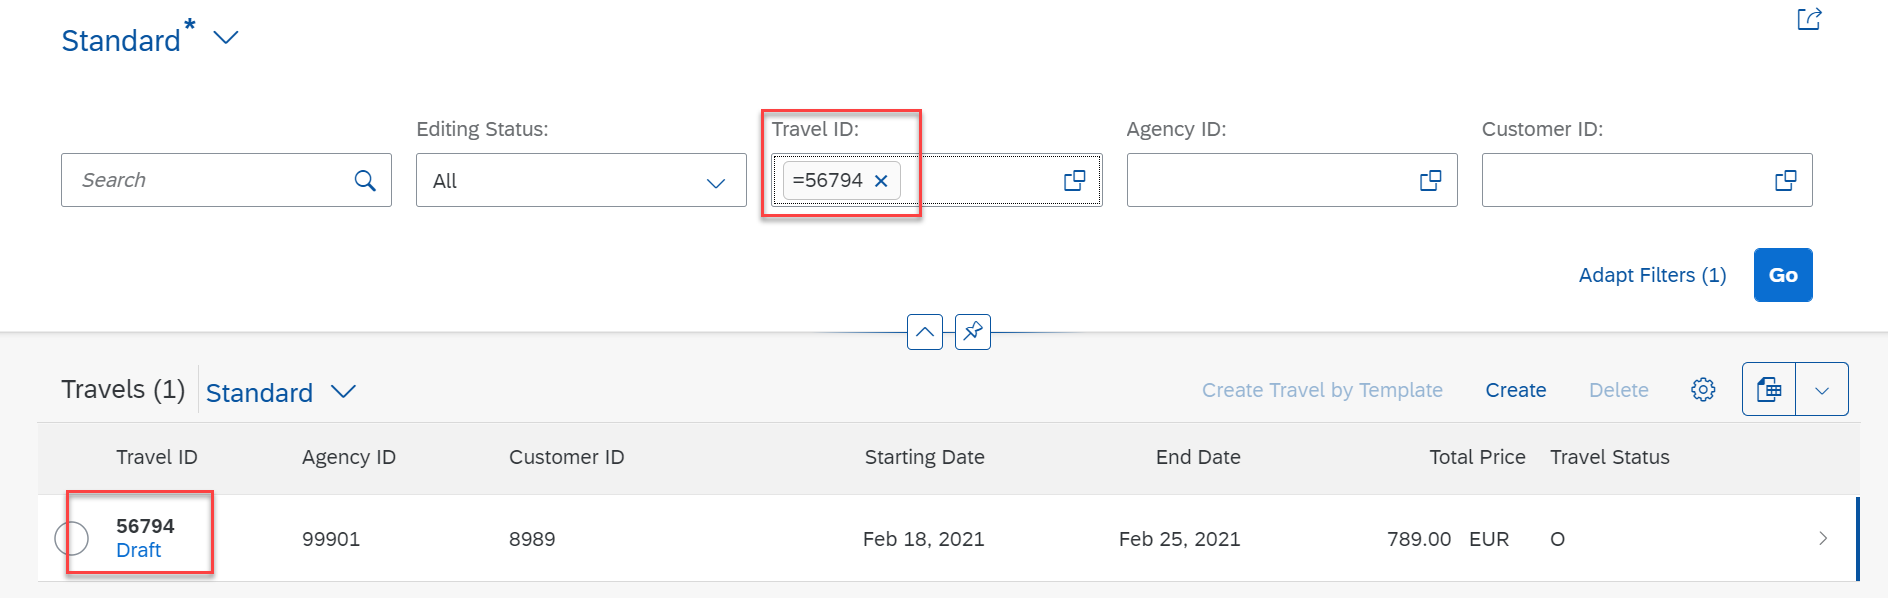 Standard*
Editing Status:
Travel ID:
Agency ID:
Customer ID:
Search
All
=56794
Adapt Filters (1)
Go
Travels (1)
Standard
Create Travel by Template
Create
Delete
Travel ID
Agency ID
Customer ID
Starting Date
End Date
Total Price
Travel Status
56794
Draft
99901
8989
Feb 18, 2021
Feb 25, 2021
789.00 EUR
O